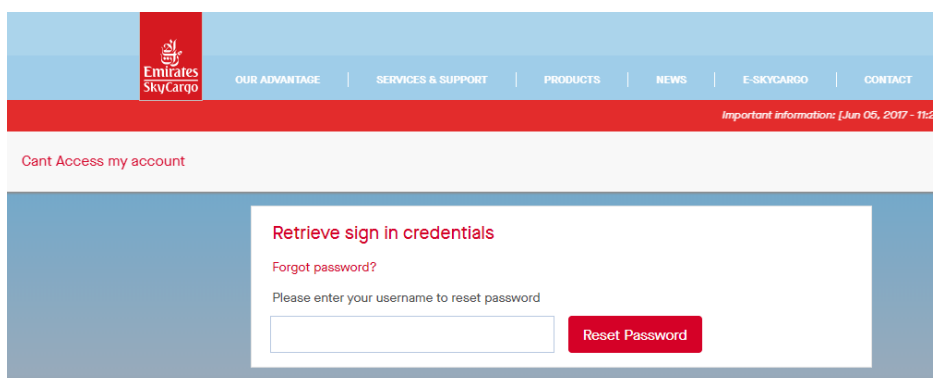 Emirates
SkyCargo
OUR ADVANTAGE
SERVICES & SUPPORT
PRODUCTS
NEWS
E-SKYCARGO
CONTACT
Important information: [Jun 05, 2017 - 11:2
Cant Access my account
Retrieve sign in credentials
Forgot password?
Please enter your username to reset password
Reset Password